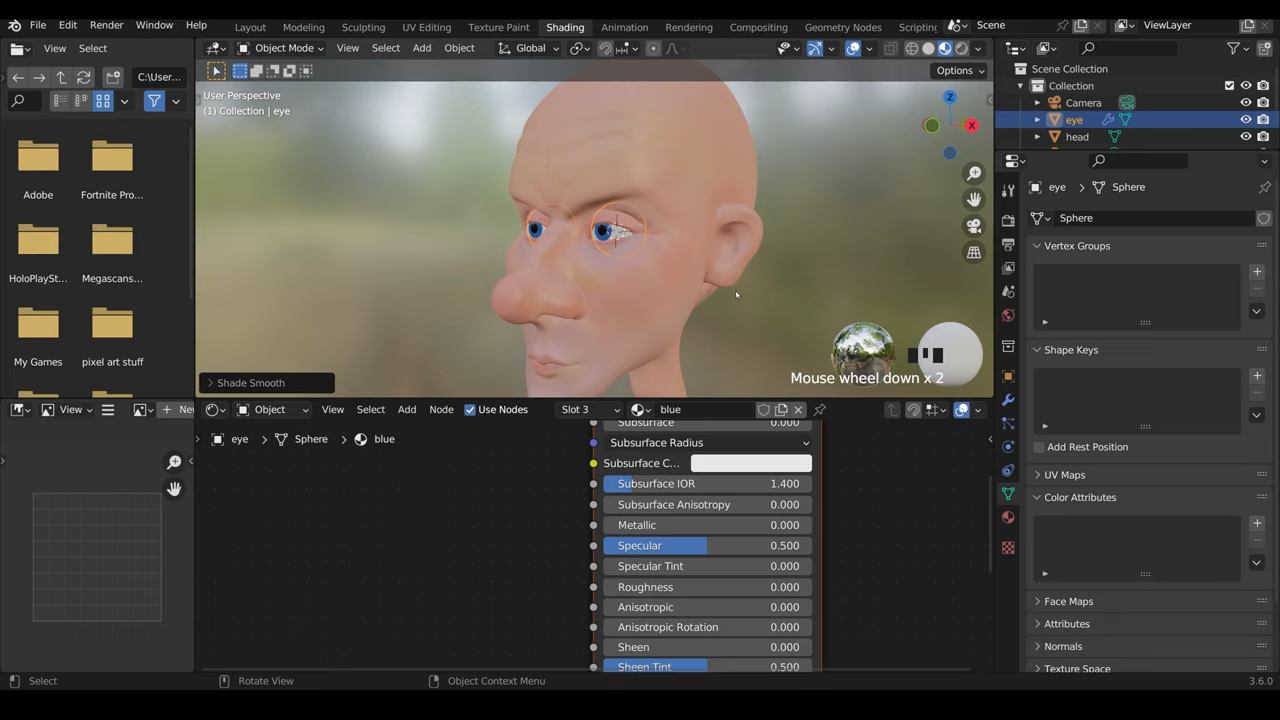 File Edit Render Window Help Layout Modeling Sculpting UV Editing Texture Paint Shading Animation Rendering Compositing Geometry Nodes Scripting Scene ViewLayer
View Select Object Mode View Select Add Object Global
C:\User... Options
User Perspective
(1) Collection | eye
Z
X
Adobe Fortnite Pro...
HoloPlaySt... Megascans...
My Games pixel art stuff
Shade Smooth
Mouse wheel down x 2
Scene Collection
Collection
Camera
eye
head
eye Sphere
Sphere
Vertex Groups
Shape Keys
Add Rest Position
UV Maps
Color Attributes
Face Maps
Attributes
Normals
Texture Space
View Object View Select Add Node Use Nodes Slot 3 blue
eye Sphere blue
Subsurface 0.000
Subsurface Radius
Subsurface C...
Subsurface IOR 1.400
Subsurface Anisotropy 0.000
Metallic 0.000
Specular 0.500
Specular Tint 0.000
Roughness 0.000
Anisotropic 0.000
Anisotropic Rotation 0.000
Sheen 0.000
Sheen Tint 0.500
Select Rotate View Object Context Menu 3.6.0